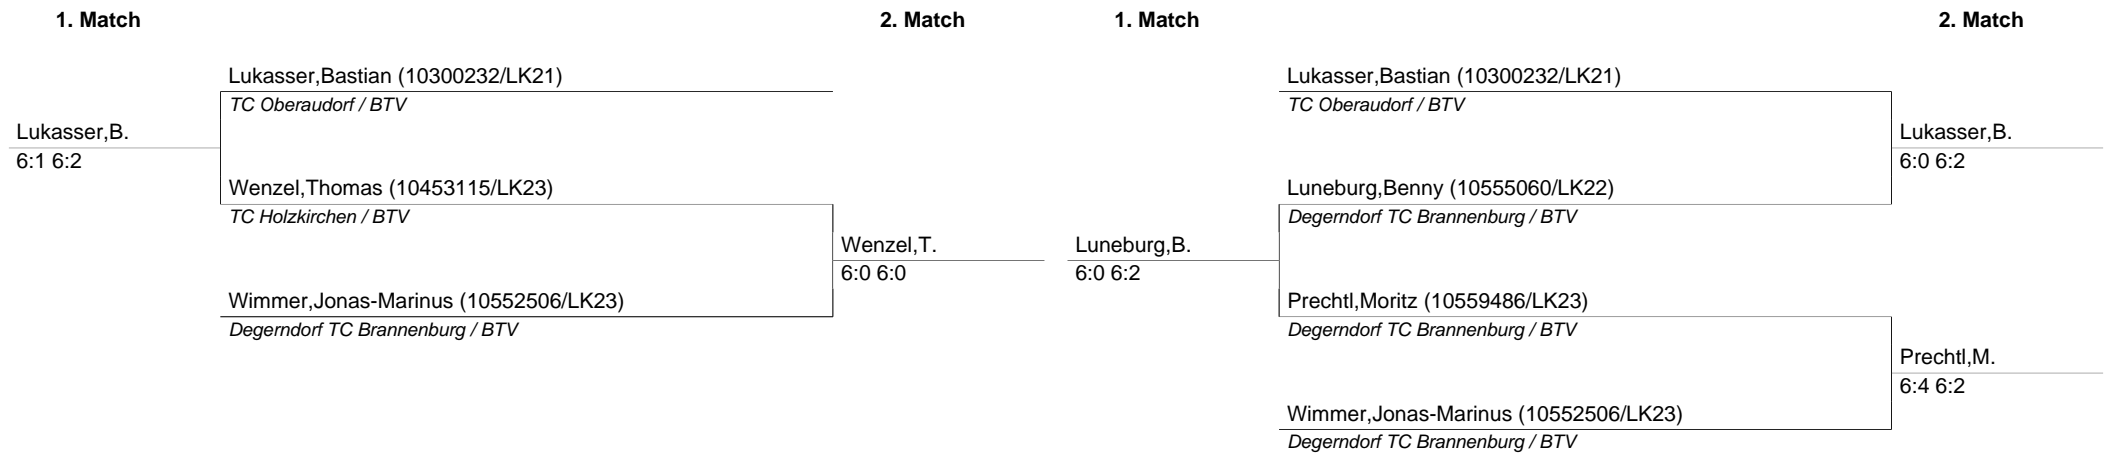 1. Match
2. Match
1. Match
2. Match
Lukasser,Bastian (10300232/LK21)
TC Oberaudorf / BTV
Lukasser,B.
6:1 6:2
Wenzel,Thomas (10453115/LK23)
TC Holzkirchen / BTV
Wenzel,T.
6:0 6:0
Wimmer,Jonas-Marinus (10552506/LK23)
Degerndorf TC Brannenburg / BTV
Lukasser,Bastian (10300232/LK21)
TC Oberaudorf / BTV
Lukasser,B.
6:0 6:2
Luneburg,Benny (10555060/LK22)
Degerndorf TC Brannenburg / BTV
Luneburg,B.
6:0 6:2
Prechtl,Moritz (10559486/LK23)
Degerndorf TC Brannenburg / BTV
Prechtl,M.
6:4 6:2
Wimmer,Jonas-Marinus (10552506/LK23)
Degerndorf TC Brannenburg / BTV